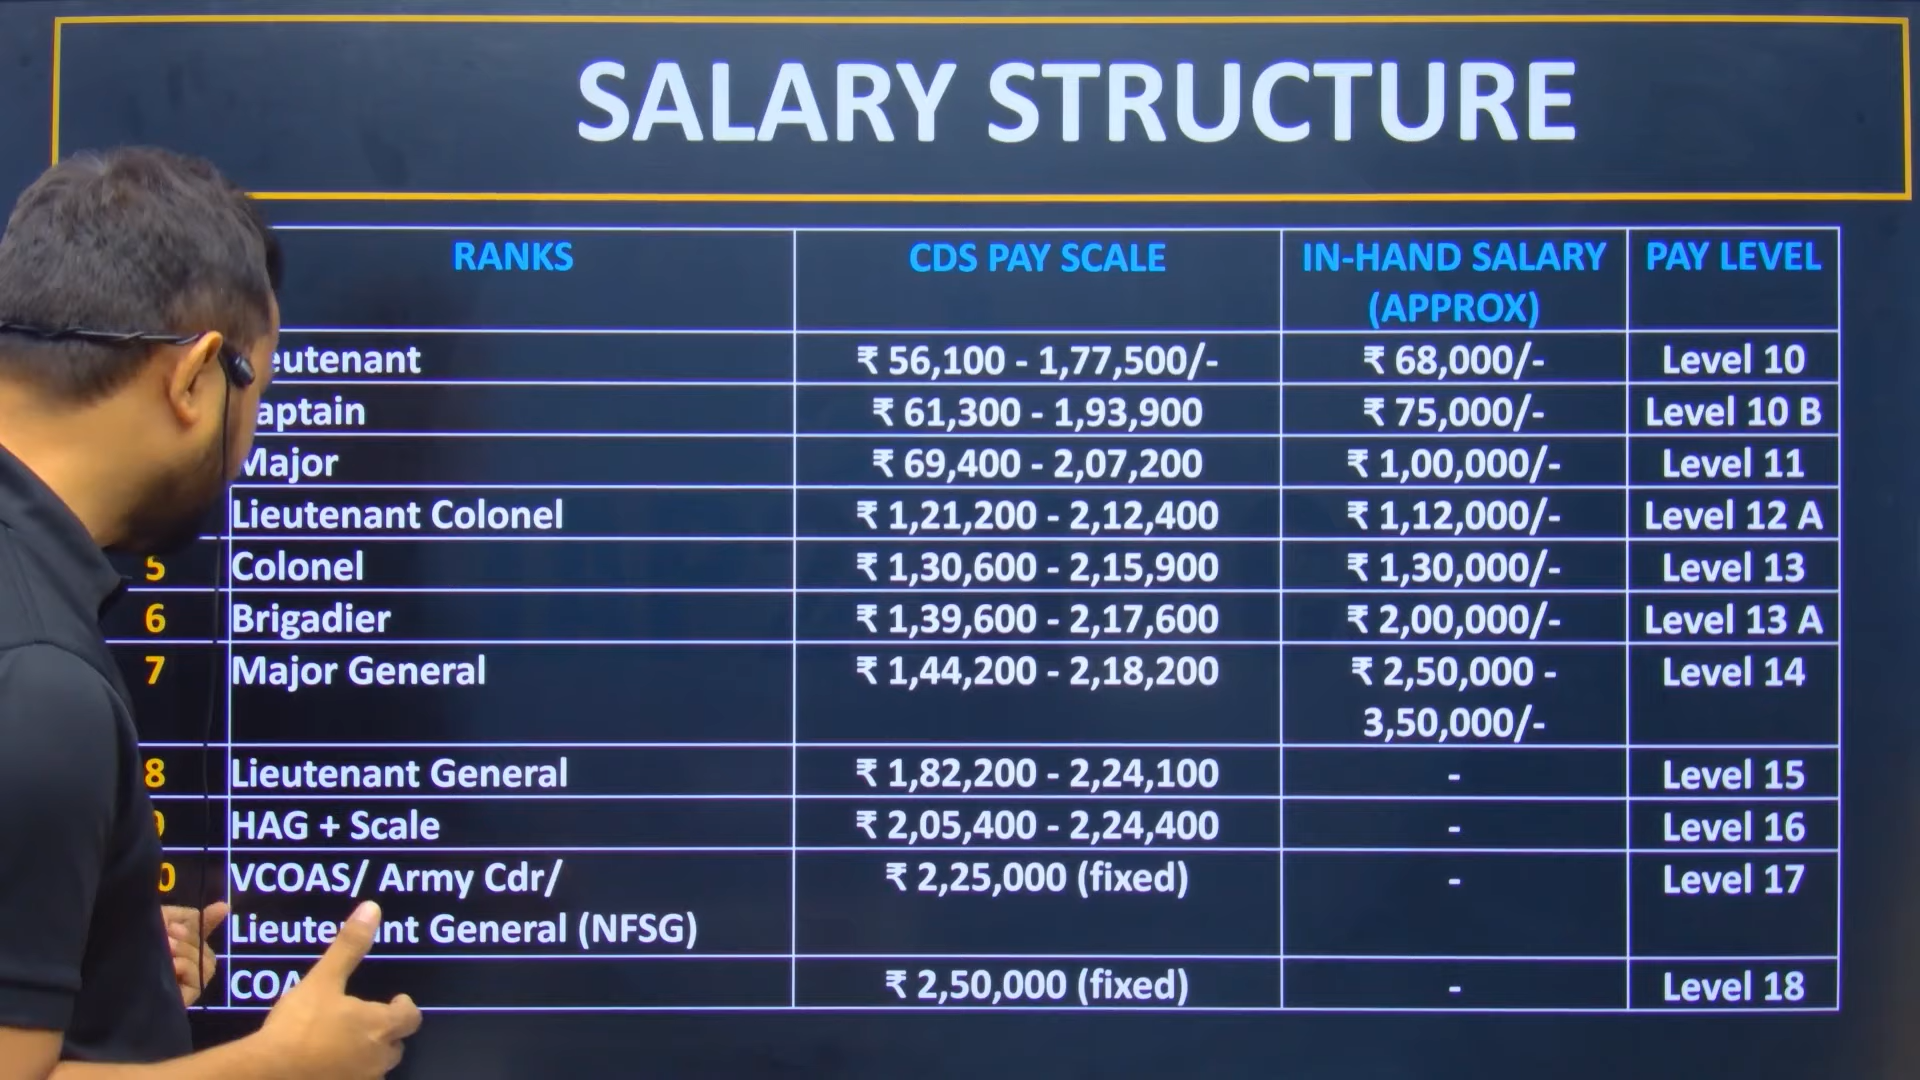 SALARY STRUCTURE
RANKS CDS PAY SCALE IN-HAND SALARY PAY LEVEL
(APPROX)
₹ 56,100 - 1,77,500/- ₹ 68,000/- Level 10
₹ 61,300 - 1,93,900 ₹ 75,000/- Level 10 B
Major ₹ 69,400 - 2,07,200 ₹ 1,00,000/- Level 11
Lieutenant Colonel ₹ 1,21,200 - 2,12,400 ₹ 1,12,000/- Level 12 A
5 Colonel ₹ 1,30,600 - 2,15,900 ₹ 1,30,000/- Level 13
6 Brigadier ₹ 1,39,600 - 2,17,600 ₹ 2,00,000/- Level 13 A
7 Major General ₹ 1,44,200 - 2,18,200 ₹ 2,50,000 - Level 14
3,50,000/-
8 Lieutenant General ₹ 1,82,200 - 2,24,100 - Level 15
HAG + Scale ₹ 2,05,400 - 2,24,400 - Level 16
VCOAS/ Army Cdr/ ₹ 2,25,000 (fixed) - Level 17
Lieutenant General (NFSG)
₹ 2,50,000 (fixed) - Level 18